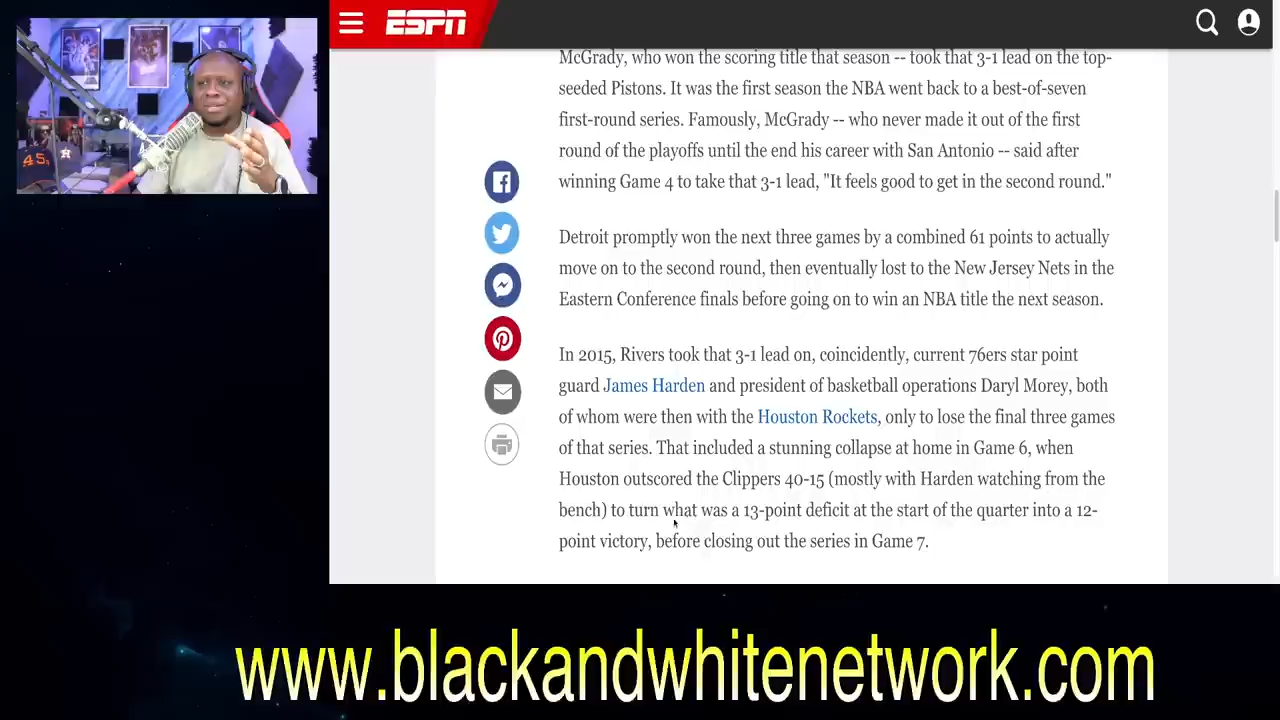 ESPN
McGrady, who won the scoring title that season -- took that 3-1 lead on the top-
seeded Pistons. It was the first season the NBA went back to a best-of-seven
first-round series. Famously, McGrady -- who never made it out of the first
round of the playoffs until the end his career with San Antonio -- said after
winning Game 4 to take that 3-1 lead, "It feels good to get in the second round."
Detroit promptly won the next three games by a combined 61 points to actually
move on to the second round, then eventually lost to the New Jersey Nets in the
Eastern Conference finals before going on to win an NBA title the next season.
In 2015, Rivers took that 3-1 lead on, coincidently, current 76ers star point
guard James Harden and president of basketball operations Daryl Morey, both
of whom were then with the Houston Rockets, only to lose the final three games
of that series. That included a stunning collapse at home in Game 6, when
Houston outscored the Clippers 40-15 (mostly with Harden watching from the
bench) to turn what was a 13-point deficit at the start of the quarter into a 12-
point victory, before closing out the series in Game 7.
45
www.blackandwhitenetwork.com